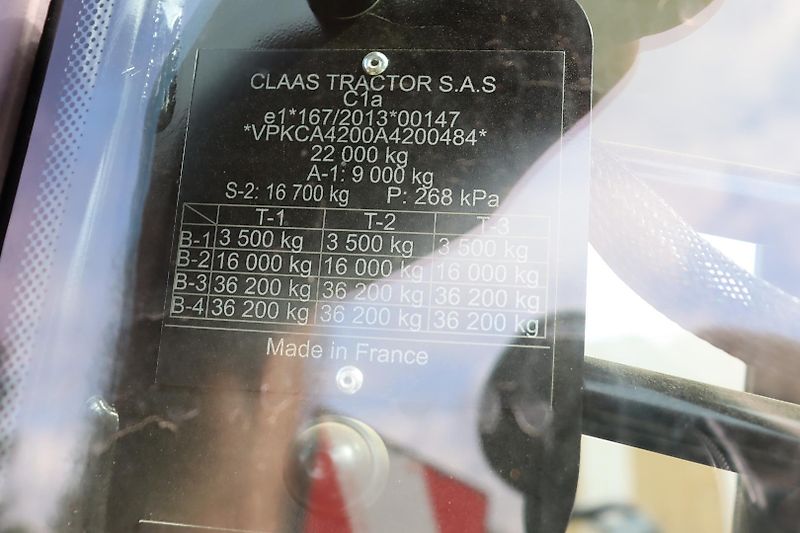 CLAAS TRACTOR S.A.S
C1a
e1*167/2013*00147
*VPKCA4200A4200484*
22 000 kg
A-1: 9 000 kg
S-2: 16 700 kg P: 268 kPa
T-1 T-2 T-3
B-1 3 500 kg 3 500 kg 3 500 kg
B-2 16 000 kg 16 000 kg 16 000 kg
B-3 36 200 kg 36 200 kg 36 200 kg
B-4 36 200 kg 36 200 kg 36 200 kg
Made in France